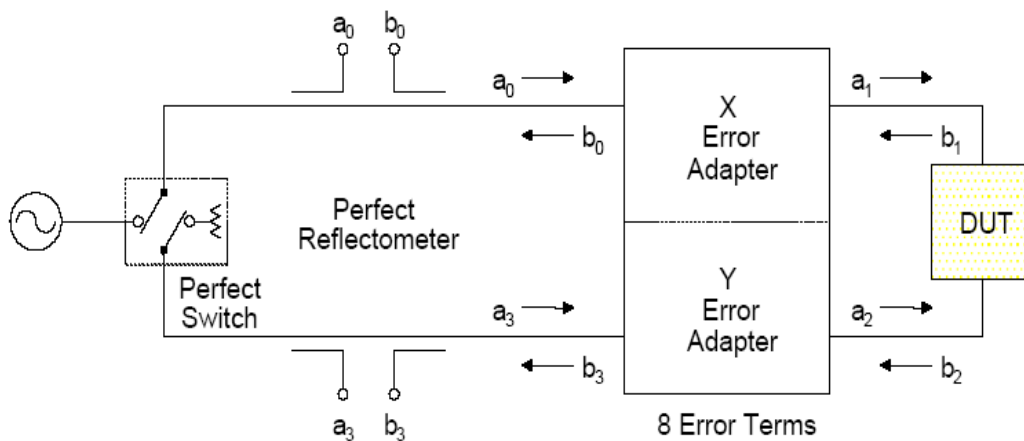 a₀ b₀
a₀
b₀
X
Error
Adapter
a₁
b₁
Perfect
Reflectometer
DUT
Perfect
Switch
a₃
b₃
Y
Error
Adapter
a₂
b₂
a₃ b₃
8 Error Terms